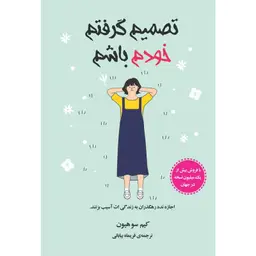 تصمیم گرفتم
خودم باشم
با فروش بیش از
یک میلیون نسخه
در جهان
اجازه نده رهگذران به زندگی‌ات آسیب بزنند.
کیم سوهیون
ترجمه‌ی فریماه بیاتی